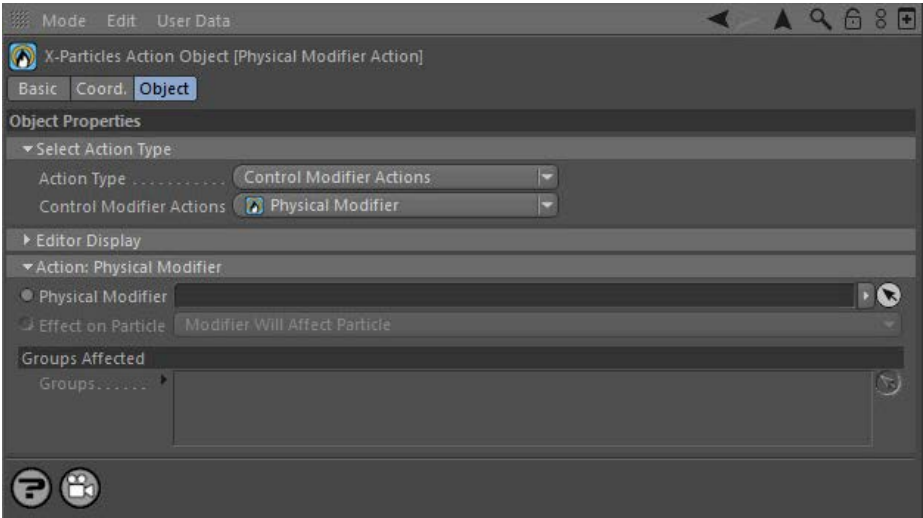 Mode Edit User Data
X-Particles Action Object [Physical Modifier Action]
Basic Coord. Object
Object Properties
Select Action Type
Action Type . . . . . . . . . . . Control Modifier Actions
Control Modifier Actions Physical Modifier
Editor Display
Action: Physical Modifier
Physical Modifier
Effect on Particle Modifier Will Affect Particle
Groups Affected
Groups. . . . . .